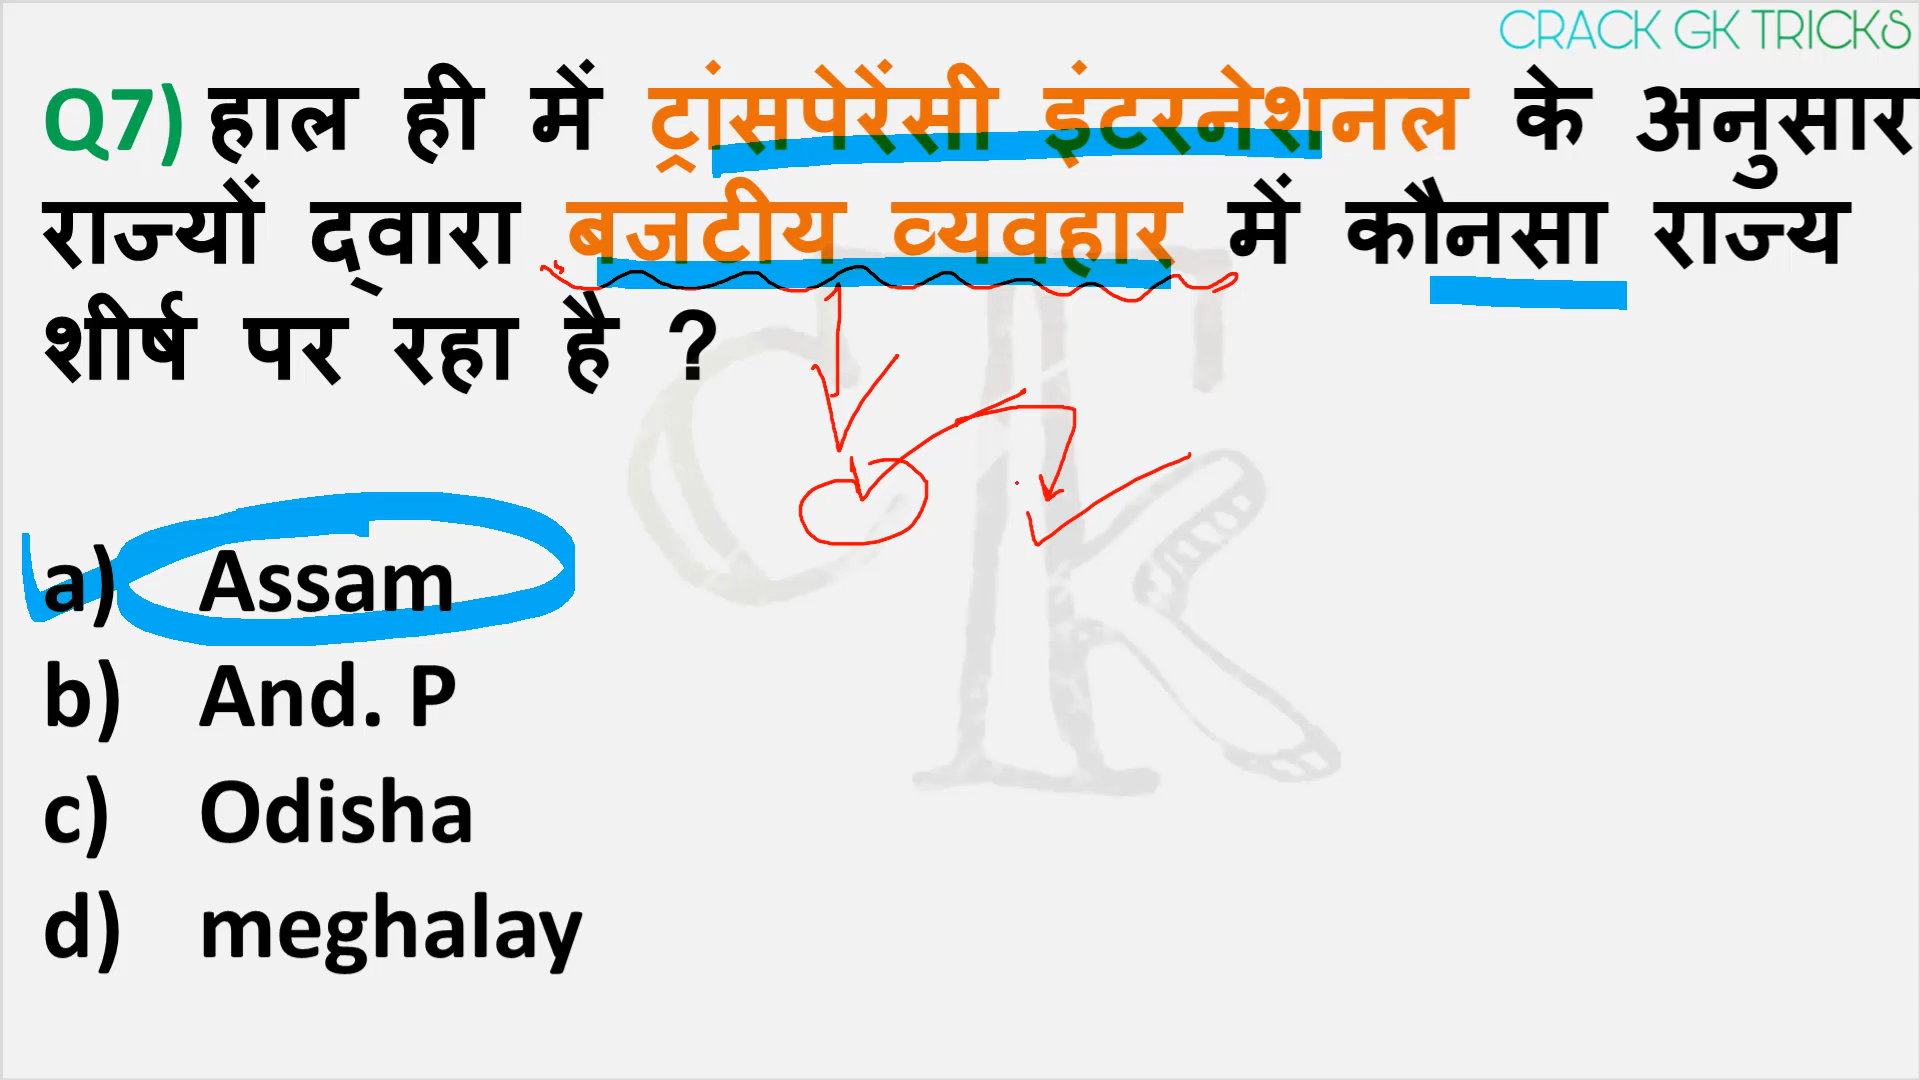 CRACK GK TRICKS
Q7) हाल ही में ट्रांसपेरेंसी इंटरनेशनल के अनुसार
राज्यों द्वारा बजटीय व्यवहार में कौनसा राज्य
शीर्ष पर रहा है ?
a) Assam
b) And. P
c) Odisha
d) meghalay